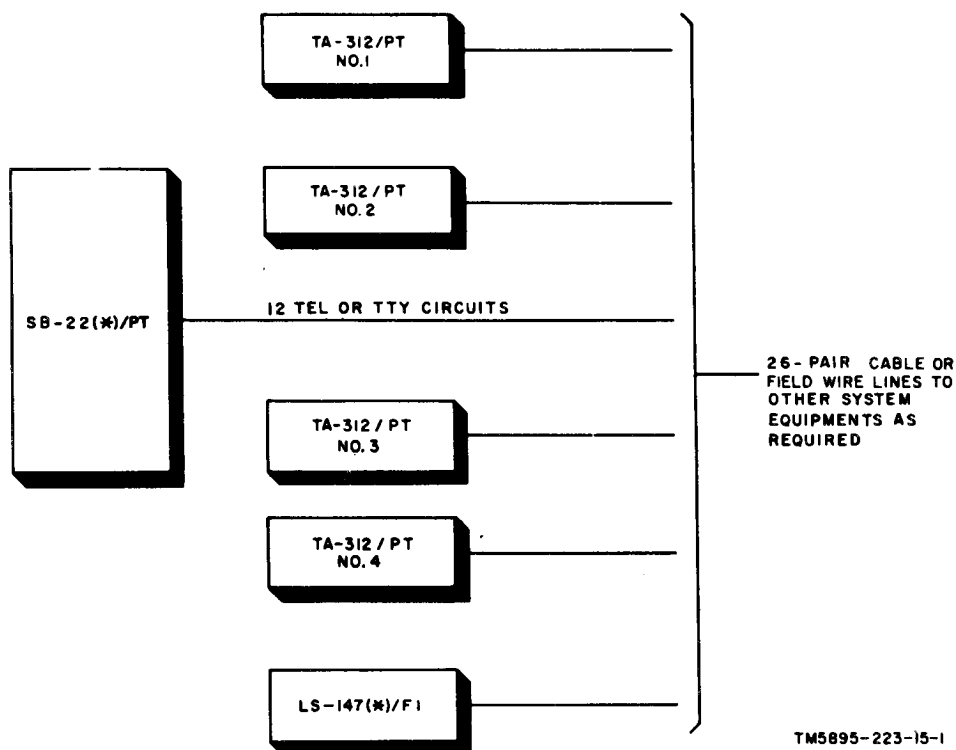 TA-312/PT
NO.1
TA-312/PT
NO.2
SB-22(*)/PT
12 TEL OR TTY CIRCUITS
26-PAIR CABLE OR
FIELD WIRE LINES TO
OTHER SYSTEM
EQUIPMENTS AS
REQUIRED
TA-312/PT
NO.3
TA-312/PT
NO.4
LS-147(*)/FI
TM5895-223-15-1